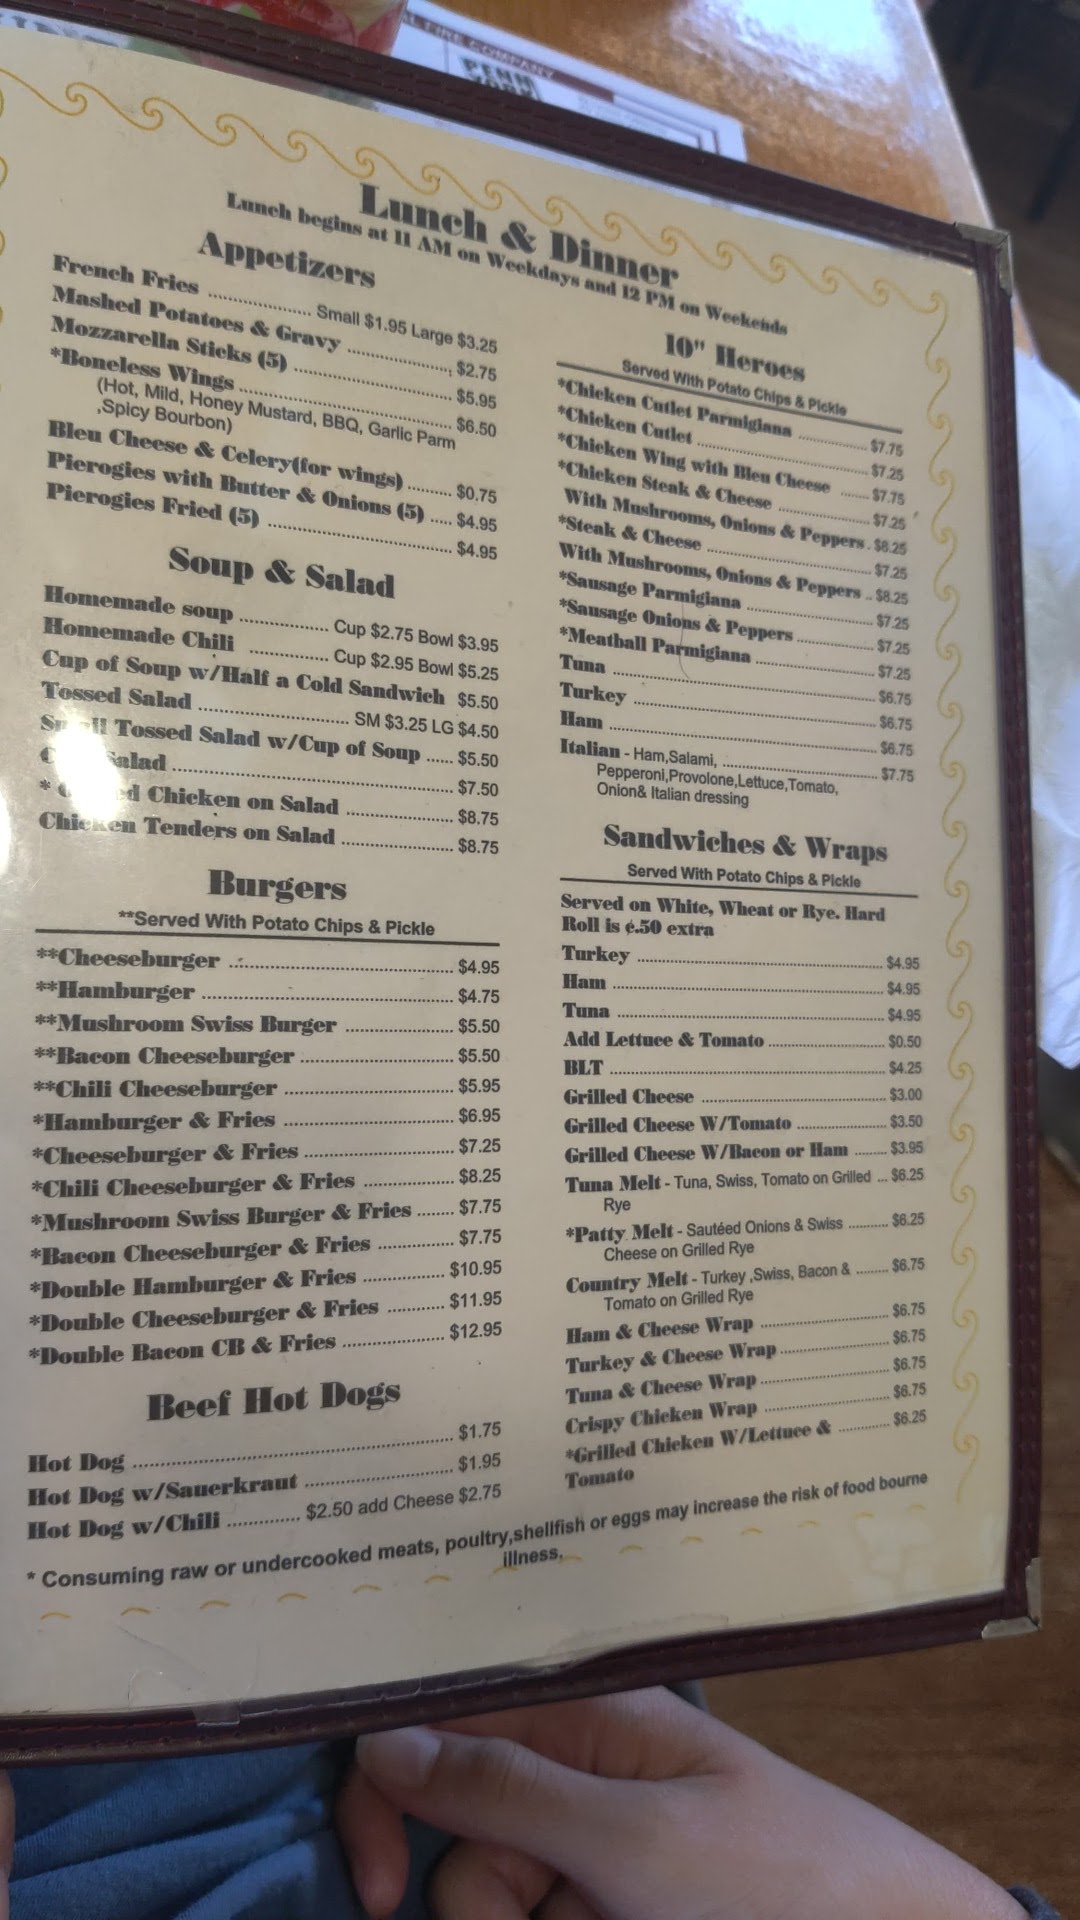 FIRE COMPANY
PENN
Lunch & Dinner
Lunch begins at 11 AM on Weekdays and 12 PM on Weekends
Appetizers
French Fries ........ Small $1.95 Large $3.25
Mashed Potatoes & Gravy ........ $2.75
Mozzarella Sticks (5) ........ $5.95
*Boneless Wings ........ $6.50
(Hot, Mild, Honey Mustard, BBQ, Garlic Parm
,Spicy Bourbon)
Bleu Cheese & Celery(for wings) ........ $0.75
Pierogies with Butter & Onions (5) ..... $4.95
Pierogies Fried (5) ........ $4.95
Soup & Salad
Homemade soup ........ Cup $2.75 Bowl $3.95
Homemade Chili ........ Cup $2.95 Bowl $5.25
Cup of Soup w/Half a Cold Sandwich $5.50
Tossed Salad ........ SM $3.25 LG $4.50
Tossed Salad w/Cup of Soup ...... $5.50
Salad ........ $7.50
Chicken on Salad ........ $8.75
Chicken Tenders on Salad ........ $8.75
Burgers
**Served With Potato Chips & Pickle
**Cheeseburger ........ $4.95
**Hamburger ........ $4.75
**Mushroom Swiss Burger ........ $5.50
**Bacon Cheeseburger ........ $5.50
**Chili Cheeseburger ........ $5.95
*Hamburger & Fries ........ $6.95
*Cheeseburger & Fries ........ $7.25
*Chili Cheeseburger & Fries ........ $8.25
*Mushroom Swiss Burger & Fries ........ $7.75
*Bacon Cheeseburger & Fries ........ $7.75
*Double Hamburger & Fries ........ $10.95
*Double Cheeseburger & Fries ........ $11.95
*Double Bacon CB & Fries ........ $12.95
Beef Hot Dogs
Hot Dog ........ $1.75
Hot Dog w/Sauerkraut ........ $1.95
Hot Dog w/Chili ........ $2.50 add Cheese $2.75
10" Heroes
Served With Potato Chips & Pickle
*Chicken Cutlet Parmigiana ........ $7.75
*Chicken Cutlet ........ $7.25
*Chicken Wing with Bleu Cheese ....... $7.75
*Chicken Steak & Cheese ........ $7.25
With Mushrooms, Onions & Peppers . $8.25
*Steak & Cheese ........ $7.25
With Mushrooms, Onions & Peppers .. $8.25
*Sausage Parmigiana ........ $7.25
*Sausage Onions & Peppers ........ $7.25
*Meatball Parmigiana ........ $7.25
Tuna ........ $6.75
Turkey ........ $6.75
Ham ........ $6.75
Italian - Ham,Salami, ........ $7.75
Pepperoni,Provolone,Lettuce,Tomato,
Onion& Italian dressing
Sandwiches & Wraps
Served With Potato Chips & Pickle
Served on White, Wheat or Rye. Hard
Roll is ¢.50 extra
Turkey ........ $4.95
Ham ........ $4.95
Tuna ........ $4.95
Add Lettuce & Tomato ........ $0.50
BLT ........ $4.25
Grilled Cheese ........ $3.00
Grilled Cheese W/Tomato ........ $3.50
Grilled Cheese W/Bacon or Ham ........ $3.95
Tuna Melt - Tuna, Swiss, Tomato on Grilled ... $6.25
Rye
*Patty Melt - Sautéed Onions & Swiss ........ $6.25
Cheese on Grilled Rye
Country Melt - Turkey ,Swiss, Bacon & ........ $6.75
Tomato on Grilled Rye
Ham & Cheese Wrap ........ $6.75
Turkey & Cheese Wrap ........ $6.75
Tuna & Cheese Wrap ........ $6.75
Crispy Chicken Wrap ........ $6.75
*Grilled Chicken W/Lettuce & ........ $6.25
Tomato
* Consuming raw or undercooked meats, poultry,shellfish or eggs may increase the risk of food bourne
illness.